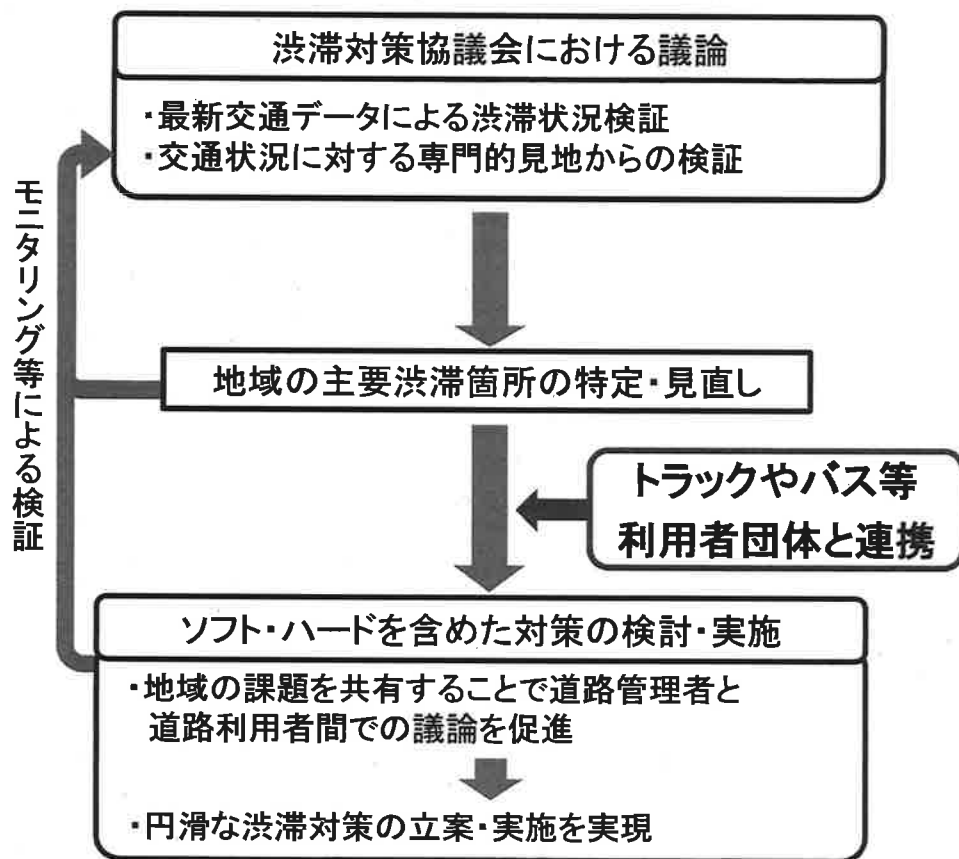 渋滞対策協議会における議論
・最新交通データによる渋滞状況検証
・交通状況に対する専門的見地からの検証
モニタリング等による検証
地域の主要渋滞箇所の特定・見直し
トラックやバス等
利用者団体と連携
ソフト・ハードを含めた対策の検討・実施
・地域の課題を共有することで道路管理者と
道路利用者間での議論を促進
・円滑な渋滞対策の立案・実施を実現